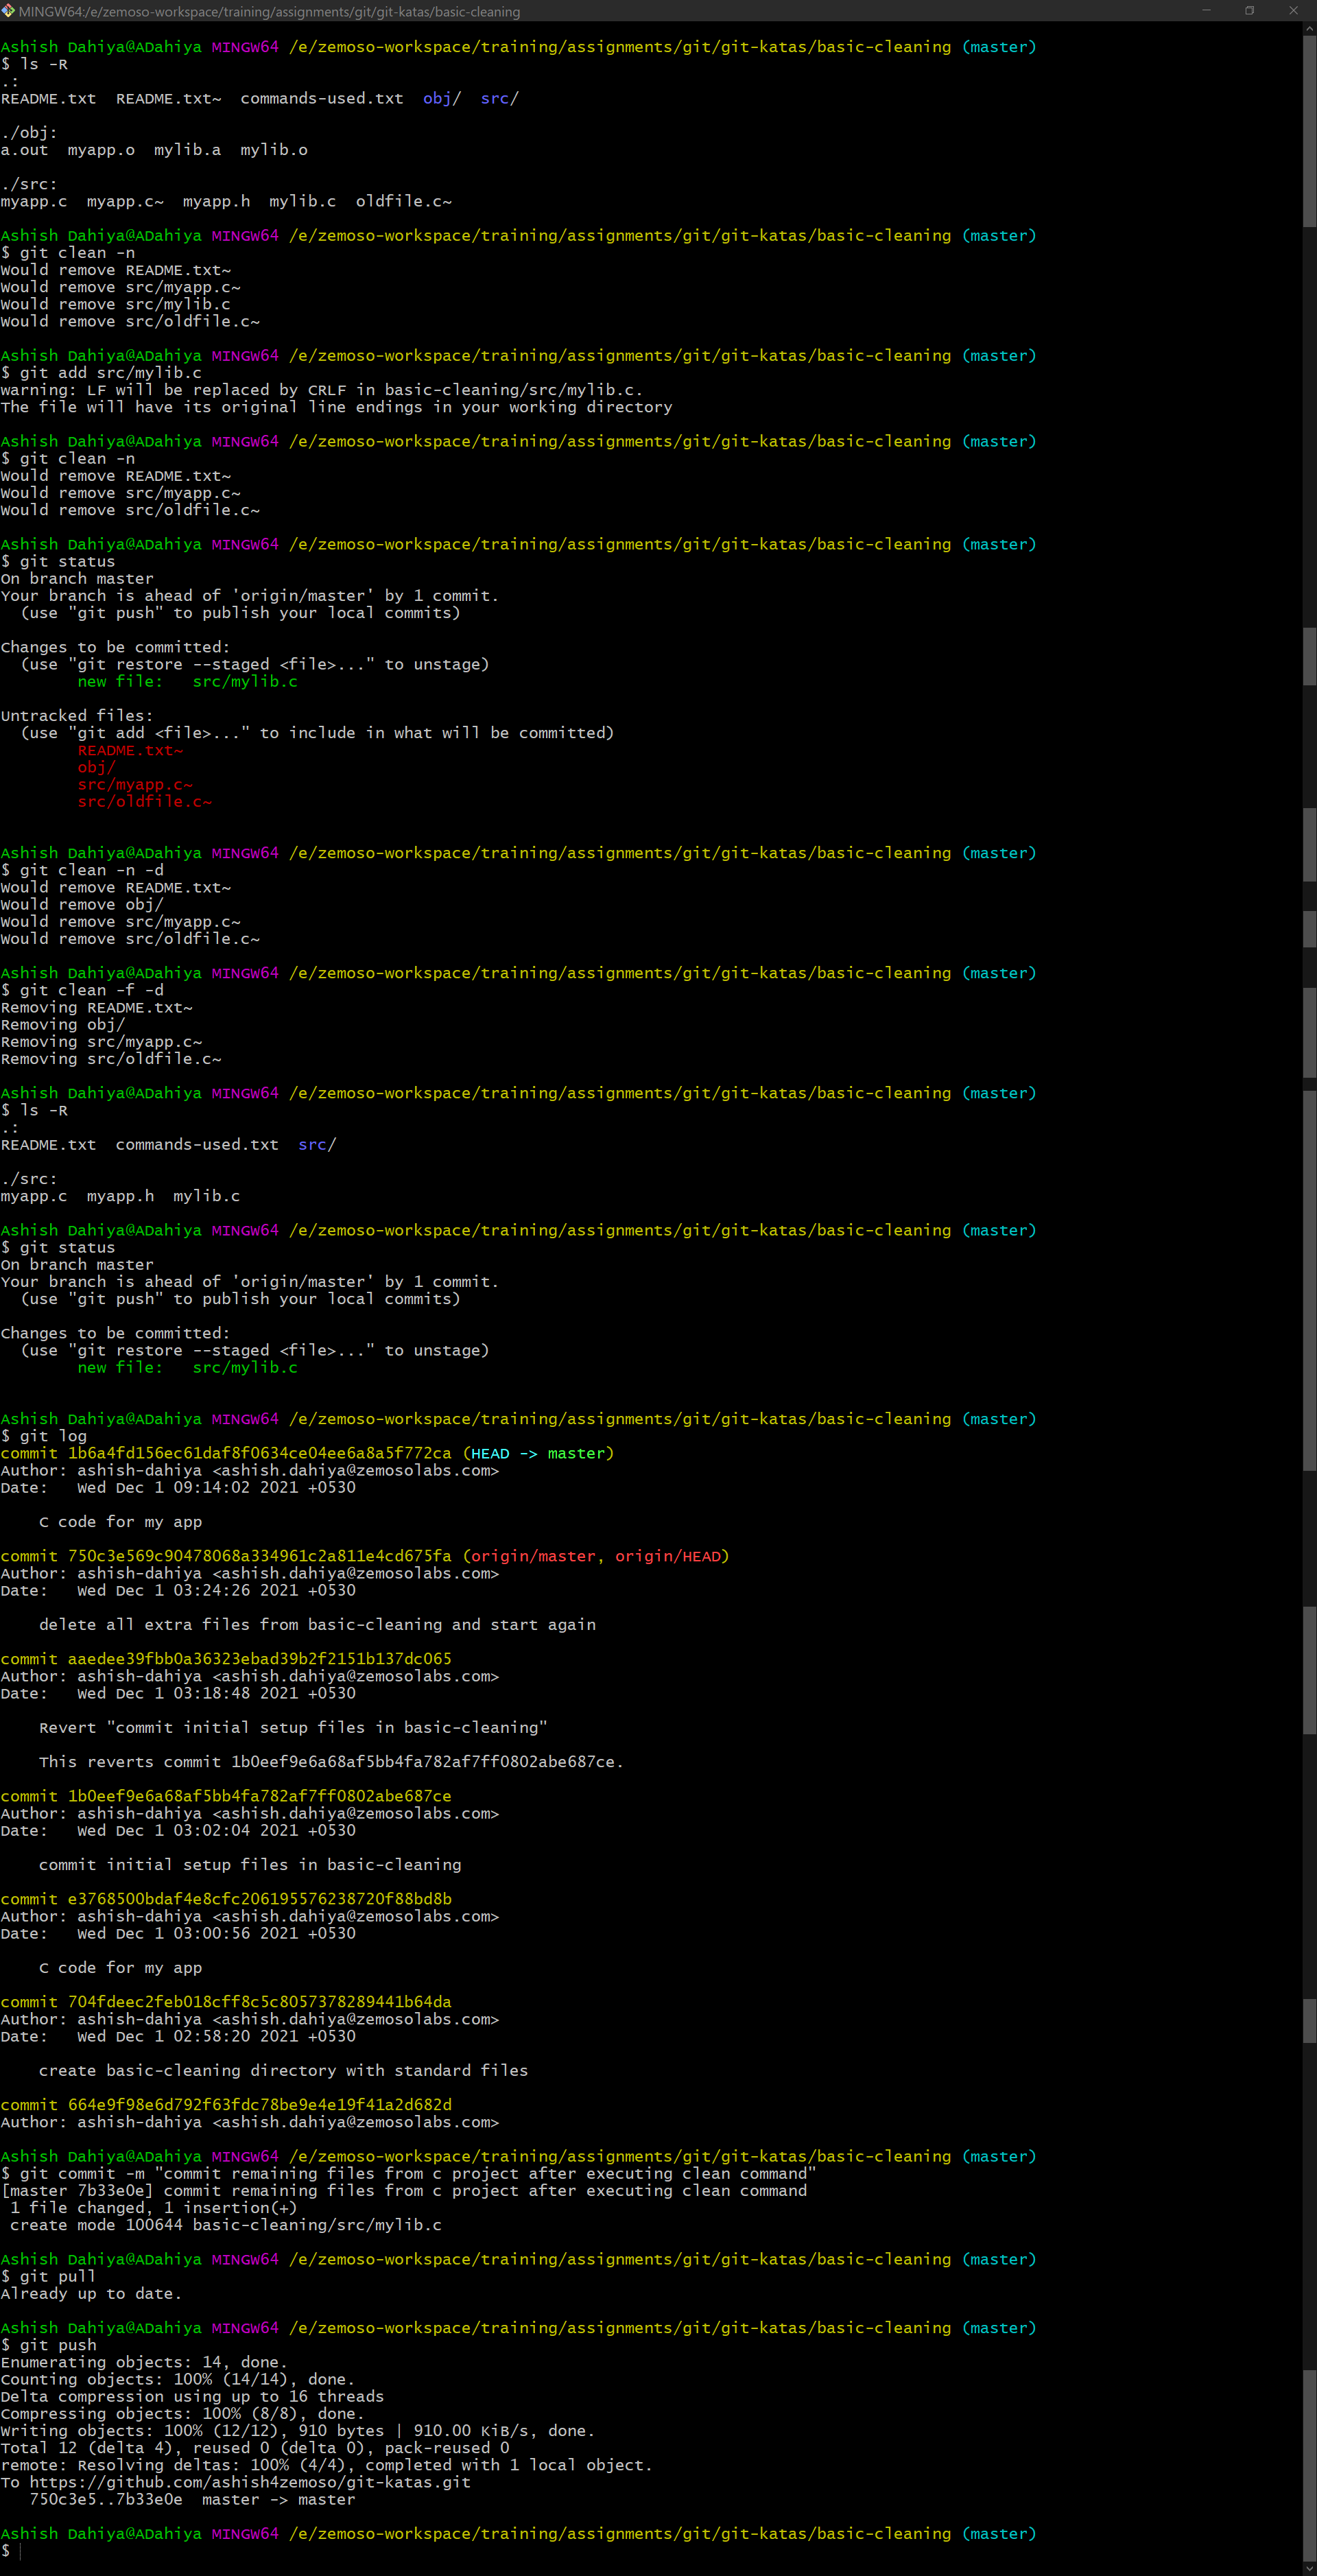 MINGW64:/e/zemoso-workspace/training/assignments/git/git-katas/basic-cleaning
Ashish Dahiya@ADahiya MINGW64 /e/zemoso-workspace/training/assignments/git/git-katas/basic-cleaning (master)
$ ls -R
.:
README.txt  README.txt~  commands-used.txt  obj/  src/
./obj:
a.out  myapp.o  mylib.a  mylib.o
./src:
myapp.c  myapp.c~  myapp.h  mylib.c  oldfile.c~
Ashish Dahiya@ADahiya MINGW64 /e/zemoso-workspace/training/assignments/git/git-katas/basic-cleaning (master)
$ git clean -n
Would remove README.txt~
Would remove src/myapp.c~
Would remove src/mylib.c
Would remove src/oldfile.c~
Ashish Dahiya@ADahiya MINGW64 /e/zemoso-workspace/training/assignments/git/git-katas/basic-cleaning (master)
$ git add src/mylib.c
warning: LF will be replaced by CRLF in basic-cleaning/src/mylib.c.
The file will have its original line endings in your working directory
Ashish Dahiya@ADahiya MINGW64 /e/zemoso-workspace/training/assignments/git/git-katas/basic-cleaning (master)
$ git clean -n
Would remove README.txt~
Would remove src/myapp.c~
Would remove src/oldfile.c~
Ashish Dahiya@ADahiya MINGW64 /e/zemoso-workspace/training/assignments/git/git-katas/basic-cleaning (master)
$ git status
On branch master
Your branch is ahead of 'origin/master' by 1 commit.
  (use "git push" to publish your local commits)
Changes to be committed:
  (use "git restore --staged <file>..." to unstage)
        new file:   src/mylib.c
Untracked files:
  (use "git add <file>..." to include in what will be committed)
        README.txt~
        obj/
        src/myapp.c~
        src/oldfile.c~
Ashish Dahiya@ADahiya MINGW64 /e/zemoso-workspace/training/assignments/git/git-katas/basic-cleaning (master)
$ git clean -n -d
Would remove README.txt~
Would remove obj/
Would remove src/myapp.c~
Would remove src/oldfile.c~
Ashish Dahiya@ADahiya MINGW64 /e/zemoso-workspace/training/assignments/git/git-katas/basic-cleaning (master)
$ git clean -f -d
Removing README.txt~
Removing obj/
Removing src/myapp.c~
Removing src/oldfile.c~
Ashish Dahiya@ADahiya MINGW64 /e/zemoso-workspace/training/assignments/git/git-katas/basic-cleaning (master)
$ ls -R
.:
README.txt  commands-used.txt  src/
./src:
myapp.c  myapp.h  mylib.c
Ashish Dahiya@ADahiya MINGW64 /e/zemoso-workspace/training/assignments/git/git-katas/basic-cleaning (master)
$ git status
On branch master
Your branch is ahead of 'origin/master' by 1 commit.
  (use "git push" to publish your local commits)
Changes to be committed:
  (use "git restore --staged <file>..." to unstage)
        new file:   src/mylib.c
Ashish Dahiya@ADahiya MINGW64 /e/zemoso-workspace/training/assignments/git/git-katas/basic-cleaning (master)
$ git log
commit 1b6a4fd156ec61daf8f0634ce04ee6a8a5f772ca (HEAD -> master)
Author: ashish-dahiya <ashish.dahiya@zemosolabs.com>
Date:   Wed Dec 1 09:14:02 2021 +0530
    C code for my app
commit 750c3e569c90478068a334961c2a811e4cd675fa (origin/master, origin/HEAD)
Author: ashish-dahiya <ashish.dahiya@zemosolabs.com>
Date:   Wed Dec 1 03:24:26 2021 +0530
    delete all extra files from basic-cleaning and start again
commit aaedee39fbb0a36323ebad39b2f2151b137dc065
Author: ashish-dahiya <ashish.dahiya@zemosolabs.com>
Date:   Wed Dec 1 03:18:48 2021 +0530
    Revert "commit initial setup files in basic-cleaning"
    This reverts commit 1b0eef9e6a68af5bb4fa782af7ff0802abe687ce.
commit 1b0eef9e6a68af5bb4fa782af7ff0802abe687ce
Author: ashish-dahiya <ashish.dahiya@zemosolabs.com>
Date:   Wed Dec 1 03:02:04 2021 +0530
    commit initial setup files in basic-cleaning
commit e3768500bdaf4e8cfc206195576238720f88bd8b
Author: ashish-dahiya <ashish.dahiya@zemosolabs.com>
Date:   Wed Dec 1 03:00:56 2021 +0530
    C code for my app
commit 704fdeec2feb018cff8c5c8057378289441b64da
Author: ashish-dahiya <ashish.dahiya@zemosolabs.com>
Date:   Wed Dec 1 02:58:20 2021 +0530
    create basic-cleaning directory with standard files
commit 664e9f98e6d792f63fdc78be9e4e19f41a2d682d
Author: ashish-dahiya <ashish.dahiya@zemosolabs.com>
Ashish Dahiya@ADahiya MINGW64 /e/zemoso-workspace/training/assignments/git/git-katas/basic-cleaning (master)
$ git commit -m "commit remaining files from c project after executing clean command"
[master 7b33e0e] commit remaining files from c project after executing clean command
 1 file changed, 1 insertion(+)
 create mode 100644 basic-cleaning/src/mylib.c
Ashish Dahiya@ADahiya MINGW64 /e/zemoso-workspace/training/assignments/git/git-katas/basic-cleaning (master)
$ git pull
Already up to date.
Ashish Dahiya@ADahiya MINGW64 /e/zemoso-workspace/training/assignments/git/git-katas/basic-cleaning (master)
$ git push
Enumerating objects: 14, done.
Counting objects: 100% (14/14), done.
Delta compression using up to 16 threads
Compressing objects: 100% (8/8), done.
Writing objects: 100% (12/12), 910 bytes | 910.00 KiB/s, done.
Total 12 (delta 4), reused 0 (delta 0), pack-reused 0
remote: Resolving deltas: 100% (4/4), completed with 1 local object.
To https://github.com/ashish4zemoso/git-katas.git
   750c3e5..7b33e0e  master -> master
Ashish Dahiya@ADahiya MINGW64 /e/zemoso-workspace/training/assignments/git/git-katas/basic-cleaning (master)
$